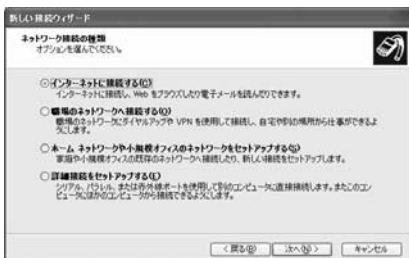 新しい接続ウィザード
ネットワーク接続の種類
オプションを選んでください。
インターネットに接続する(C)
インターネットに接続し、Web をブラウズしたり電子メールを読んだりできます。
職場のネットワークへ接続する(O)
職場のネットワークにダイヤルアップや VPN を使用して接続し、自宅や別の場所から仕事ができるよ
うにします。
ホーム ネットワークや小規模オフィスのネットワークをセットアップする(S)
家庭や小規模オフィスの既存のネットワークへ接続したり、新しい接続をセットアップします。
詳細接続をセットアップする(E)
シリアル、パラレル、または赤外線ポートを使用して別のコンピュータに直接接続します。またこのコン
ピュータにほかのコンピュータから接続できるようにします。
< 戻る(B)
次へ(N) >
キャンセル